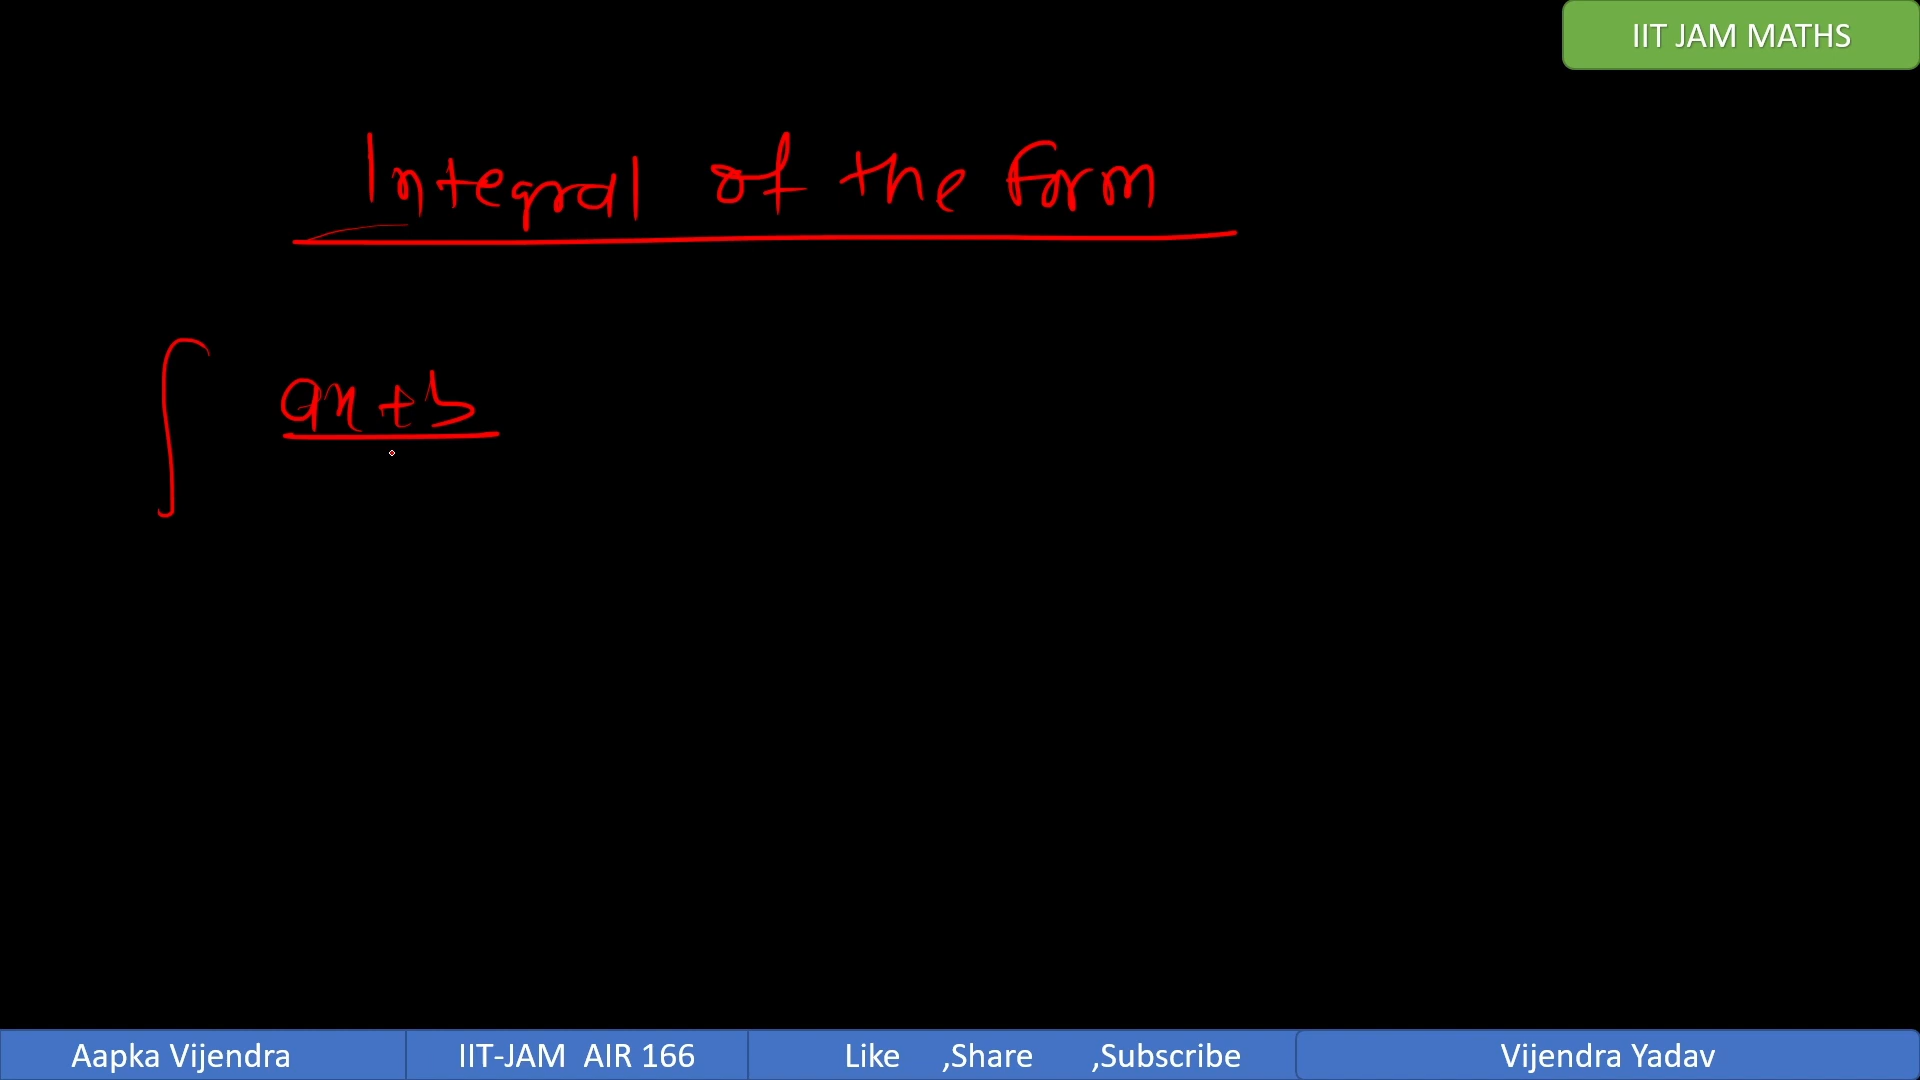 IIT JAM MATHS
Integral of the form
∫ ax+b
Aapka Vijendra
IIT-JAM AIR 166
Like ,Share ,Subscribe
Vijendra Yadav